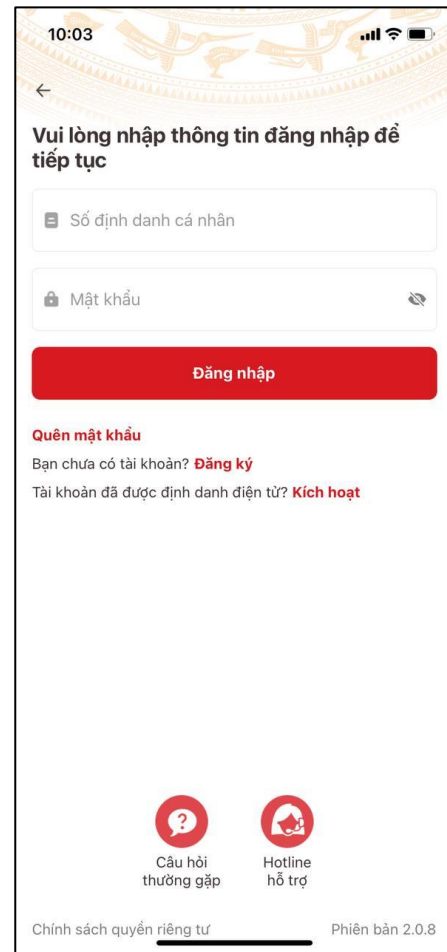 10:03
Vui lòng nhập thông tin đăng nhập để
tiếp tục
Số định danh cá nhân
Mật khẩu
Đăng nhập
Quên mật khẩu
Bạn chưa có tài khoản? Đăng ký
Tài khoản đã được định danh điện tử? Kích hoạt
Câu hỏi
thường gặp
Hotline
hỗ trợ
Chính sách quyền riêng tư
Phiên bản 2.0.8